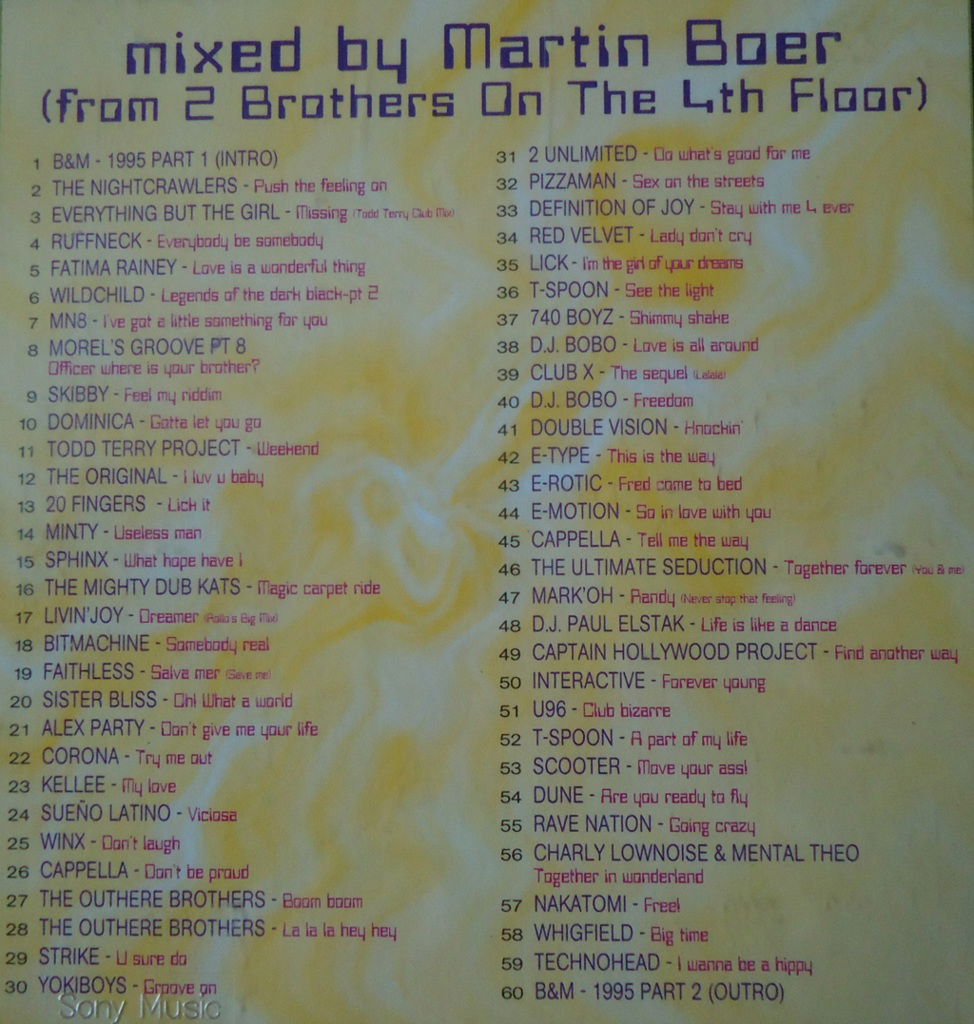 mixed by Martin Boer
(from 2 Brothers On The 4th Floor)
1 B&M - 1995 PART 1 (INTRO)
2 THE NIGHTCRAWLERS - Push the feeling on
3 EVERYTHING BUT THE GIRL - Missing (Todd Terry Club Mix)
4 RUFFNECK - Everybody be somebody
5 FATIMA RAINEY - Love is a wonderful thing
6 WILDCHILD - Legends of the dark black-pt 2
7 MN8 - I've got a little something for you
8 MOREL'S GROOVE PT 8
Officer where is your brother?
9 SKIBBY - Feel my riddim
10 DOMINICA - Gotta let you go
11 TODD TERRY PROJECT - Weekend
12 THE ORIGINAL - I luv u baby
13 20 FINGERS - Lick it
14 MINTY - Useless man
15 SPHINX - What hope have I
16 THE MIGHTY DUB KATS - Magic carpet ride
17 LIVIN'JOY - Dreamer (Rollo's Big Mix)
18 BITMACHINE - Somebody real
19 FAITHLESS - Salva mer (Save me)
20 SISTER BLISS - Oh! What a world
21 ALEX PARTY - Don't give me your life
22 CORONA - Try me out
23 KELLEE - My love
24 SUEÑO LATINO - Viciosa
25 WINX - Don't laugh
26 CAPPELLA - Don't be proud
27 THE OUTHERE BROTHERS - Boom boom
28 THE OUTHERE BROTHERS - La la la hey hey
29 STRIKE - U sure do
30 YOKIBOYS - Groove on
Sony Music
31 2 UNLIMITED - Do what's good for me
32 PIZZAMAN - Sex on the streets
33 DEFINITION OF JOY - Stay with me 4 ever
34 RED VELVET - Lady don't cry
35 LICK - I'm the girl of your dreams
36 T-SPOON - See the light
37 740 BOYZ - Shimmy shake
38 D.J. BOBO - Love is all around
39 CLUB X - The sequel (Lalala)
40 D.J. BOBO - Freedom
41 DOUBLE VISION - Knockin'
42 E-TYPE - This is the way
43 E-ROTIC - Fred come to bed
44 E-MOTION - So in love with you
45 CAPPELLA - Tell me the way
46 THE ULTIMATE SEDUCTION - Together forever (You & me)
47 MARK'OH - Randy (Never stop that feeling)
48 D.J. PAUL ELSTAK - Life is like a dance
49 CAPTAIN HOLLYWOOD PROJECT - Find another way
50 INTERACTIVE - Forever young
51 U96 - Club bizarre
52 T-SPOON - A part of my life
53 SCOOTER - Move your ass!
54 DUNE - Are you ready to fly
55 RAVE NATION - Going crazy
56 CHARLY LOWNOISE & MENTAL THEO
Together in wonderland
57 NAKATOMI - Free!
58 WHIGFIELD - Big time
59 TECHNOHEAD - I wanna be a hippy
60 B&M - 1995 PART 2 (OUTRO)